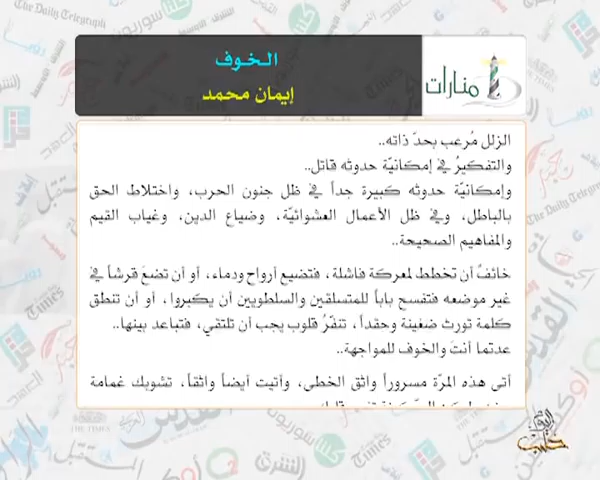 الخوف
إيمان محمد
منارات
الزلل مُرعب بحدّ ذاته..
والتفكيرُ في إمكانيّة حدوثه قاتل..
وإمكانيّة حدوثه كبيرة جداً في ظل جنون الحرب، واختلاط الحق
بالباطل، وفي ظل الأعمال العشوائيّة، وضياع الدين، وغياب القيم
والمفاهيم الصحيحة..
خائفٌ أن تخطط لمعركة فاشلة، فتضيع أرواح ودماء، أو أن تضعَ قرشاً في
غير موضعه فتفسح باباً للمتسلقين والسلطويين أن يكبروا، أو أن تنطق
كلمة تورث ضغينة وحقداً، تنفّرُ قلوب يجب أن تلتقي، فتباعد بينها..
عدتما أنتَ والخوف للمواجهة..
أتى هذه المرّة مسروراً واثق الخطى، وأتيت أيضاً واثقاً، تشوبك غمامة